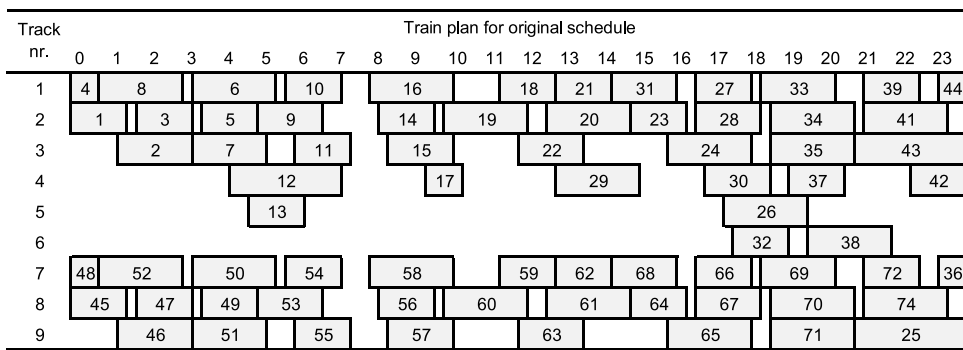 Track nr. Train plan for original schedule
0 1 2 3 4 5 6 7 8 9 10 11 12 13 14 15 16 17 18 19 20 21 22 23
1 4 8 6 10 16 18 21 31 27 33 39 44
2 1 3 5 9 14 19 20 23 28 34 41
3 2 7 11 15 22 24 35 43
4 12 17 29 30 37 42
5 13 26
6 32 38
7 48 52 50 54 58 59 62 68 66 69 72 36
8 45 47 49 53 56 60 61 64 67 70 74
9 46 51 55 57 63 65 71 25